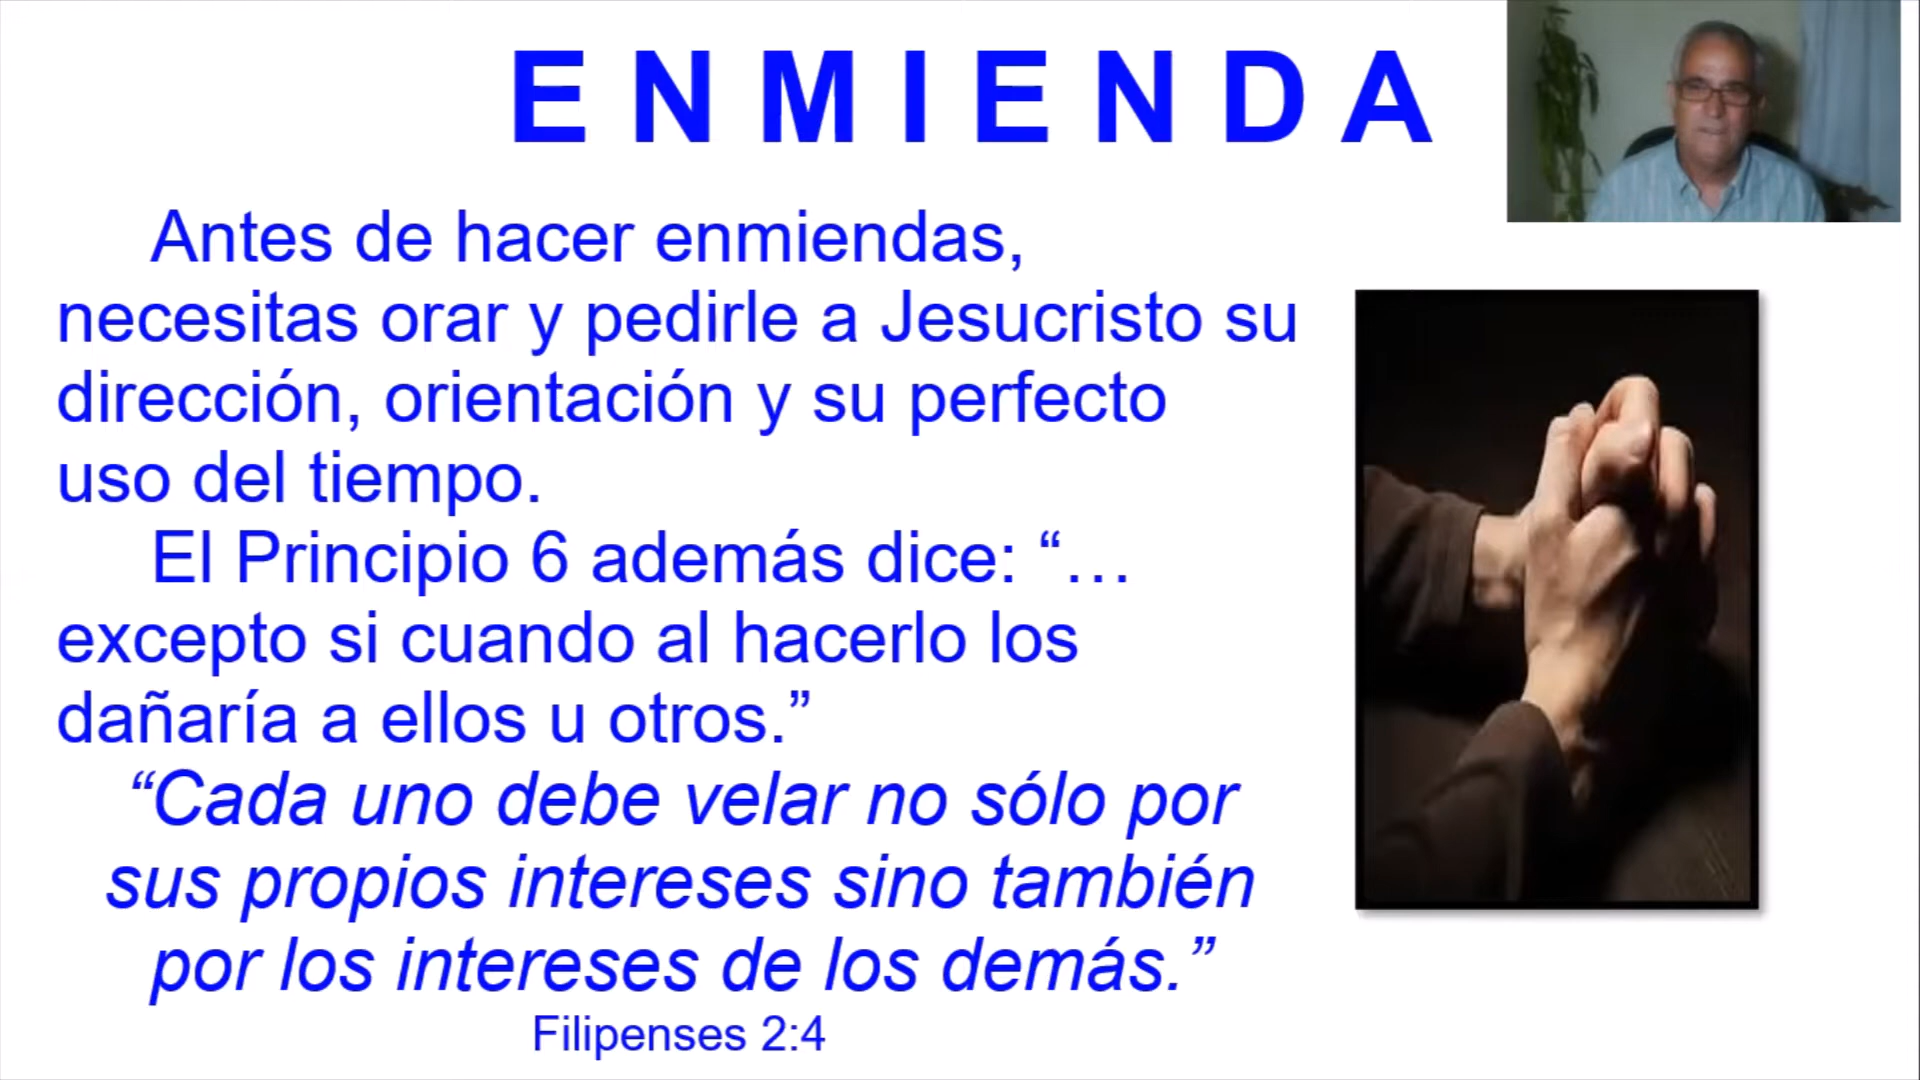 ENMIENDA
Antes de hacer enmiendas,
necesitas orar y pedirle a Jesucristo su
dirección, orientación y su perfecto
uso del tiempo.
El Principio 6 además dice: “…
excepto si cuando al hacerlo los
dañaría a ellos u otros.”
“Cada uno debe velar no sólo por
sus propios intereses sino también
por los intereses de los demás.”
Filipenses 2:4